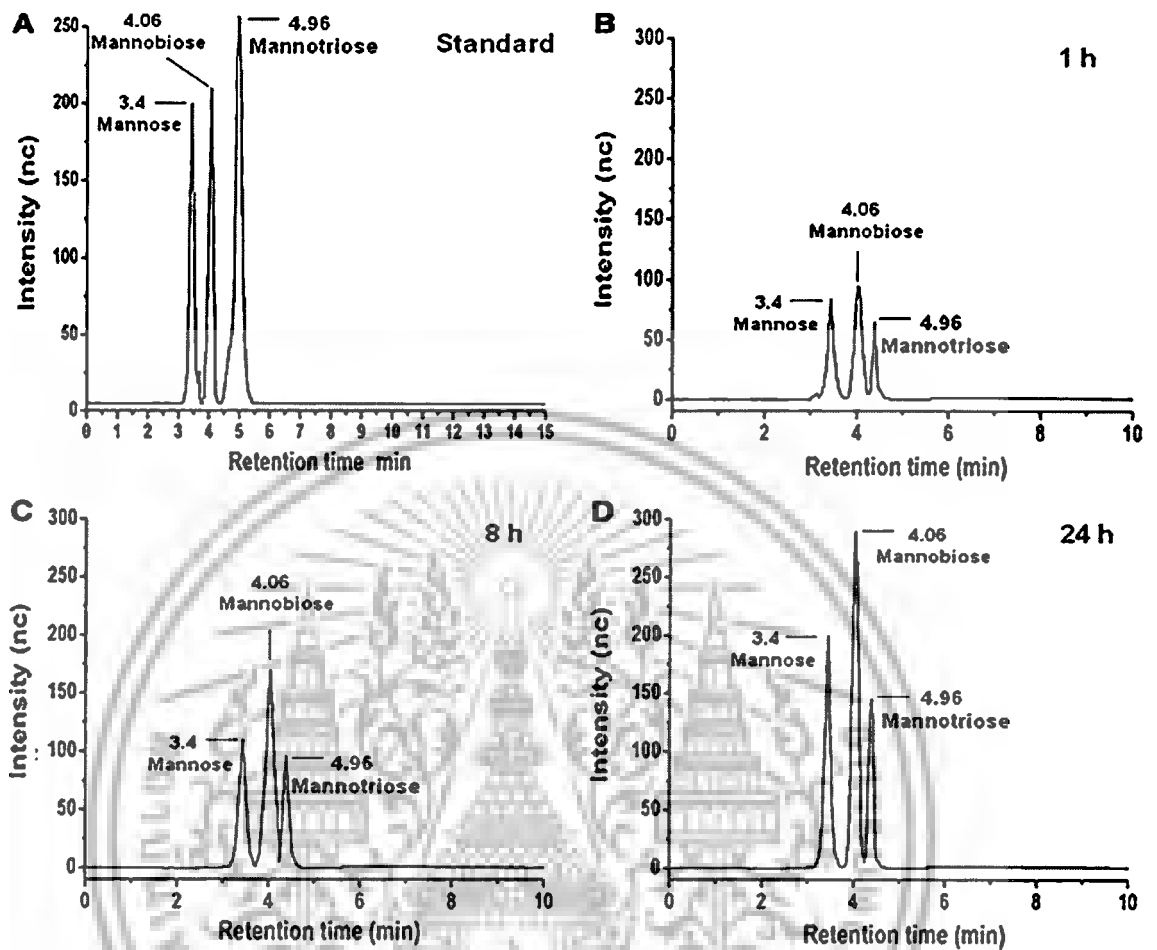 A
Standard
4.06
Mannobiose
4.96
Mannotriose
3.4
Mannose
250
200
150
100
50
0
Intensity (nc)
0 1 2 3 4 5 6 7 8 9 10 11 12 13 14 15
Retention time min
B
1 h
300
250
200
150
100
50
0
Intensity (nc)
4.06
Mannobiose
3.4
Mannose
4.96
Mannotriose
0 2 4 6 8 10
Retention time (min)
C
8 h
300
250
200
150
100
50
0
Intensity (nc)
4.06
Mannobiose
3.4
Mannose
4.96
Mannotriose
0 2 4 6 8 10
Retention time (min)
D
24 h
300
250
200
150
100
50
0
Intensity (nc)
4.06
Mannobiose
3.4
Mannose
4.96
Mannotriose
0 2 4 6 8 10
Retention time (min)